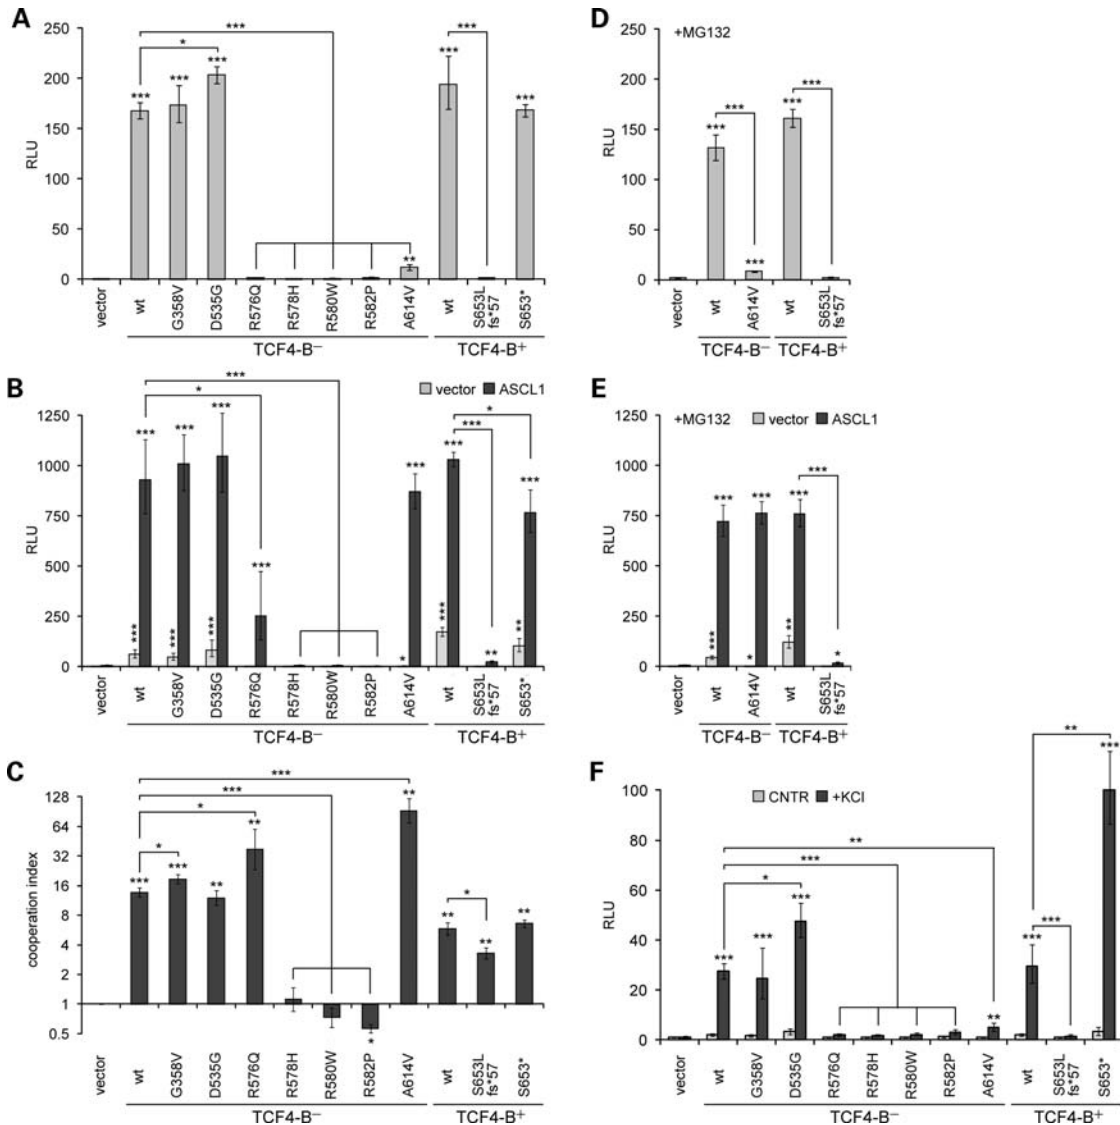 A
RLU
250
200
150
100
50
0
***
*
***
***
***
***
**
***
***
***
vector
wt
G358V
D535G
R576Q
R578H
R580W
R582P
A614V
wt
S653L
fs*57
S653*
TCF4-B−
TCF4-B+
D
+MG132
RLU
250
200
150
100
50
0
***
***
***
***
***
vector
wt
A614V
wt
S653L
fs*57
TCF4-B−
TCF4-B+
B
vector ASCL1
RLU
1250
1000
750
500
250
0
***
*
***
***
***
***
***
***
***
***
*
***
***
*
***
***
**
**
***
vector
wt
G358V
D535G
R576Q
R578H
R580W
R582P
A614V
wt
S653L
fs*57
S653*
TCF4-B−
TCF4-B+
E
+MG132 vector ASCL1
RLU
1250
1000
750
500
250
0
***
***
*
***
**
***
***
*
vector
wt
A614V
wt
S653L
fs*57
TCF4-B−
TCF4-B+
C
cooperation index
128
64
32
16
8
4
2
1
0.5
***
***
*
*
***
***
**
**
*
**
**
*
**
**
vector
wt
G358V
D535G
R576Q
R578H
R580W
R582P
A614V
wt
S653L
fs*57
S653*
TCF4-B−
TCF4-B+
F
CNTR +KCl
RLU
100
80
60
40
20
0
**
***
*
***
***
***
**
**
***
***
***
vector
wt
G358V
D535G
R576Q
R578H
R580W
R582P
A614V
wt
S653L
fs*57
S653*
TCF4-B−
TCF4-B+